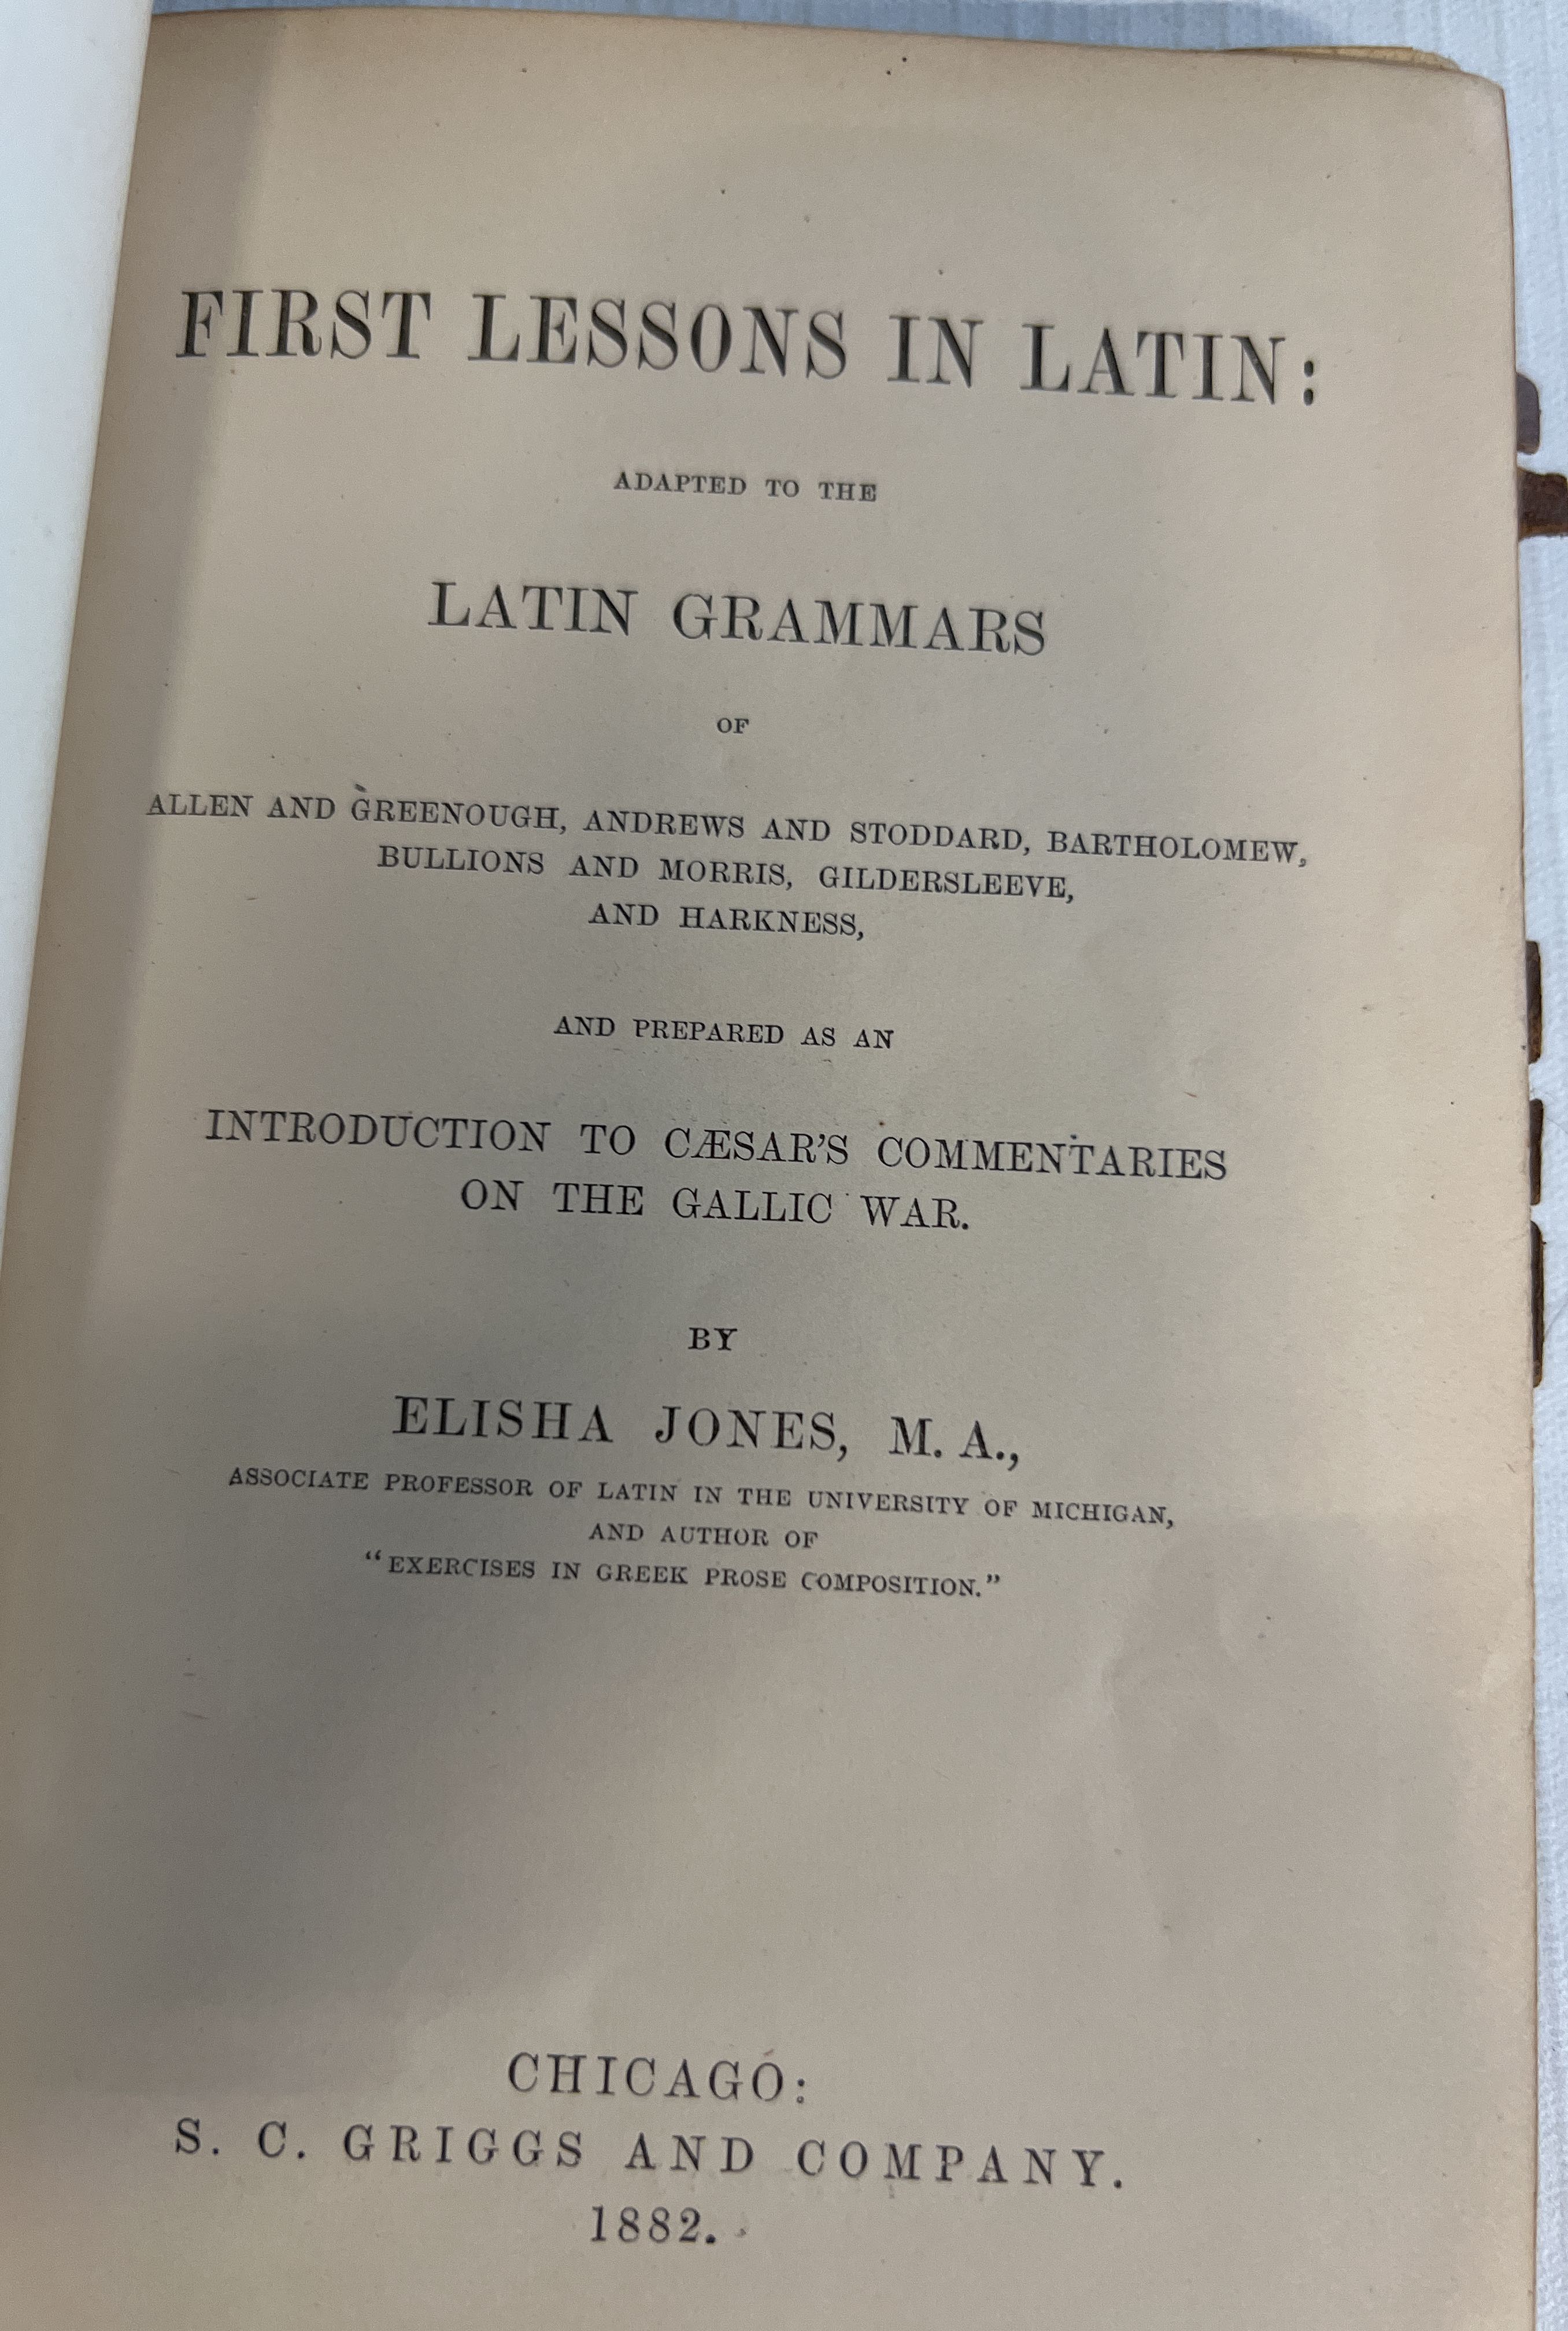 FIRST LESSONS IN LATIN:
ADAPTED TO THE
LATIN GRAMMARS
OF
ALLEN AND GREENOUGH, ANDREWS AND STODDARD, BARTHOLOMEW,
BULLIONS AND MORRIS, GILDERSLEEVE,
AND HARKNESS,
AND PREPARED AS AN
INTRODUCTION TO CÆSAR'S COMMENTARIES
ON THE GALLIC WAR.
BY
ELISHA JONES, M. A.,
ASSOCIATE PROFESSOR OF LATIN IN THE UNIVERSITY OF MICHIGAN,
AND AUTHOR OF
"EXERCISES IN GREEK PROSE COMPOSITION."
CHICAGO:
S. C. GRIGGS AND COMPANY.
1882.